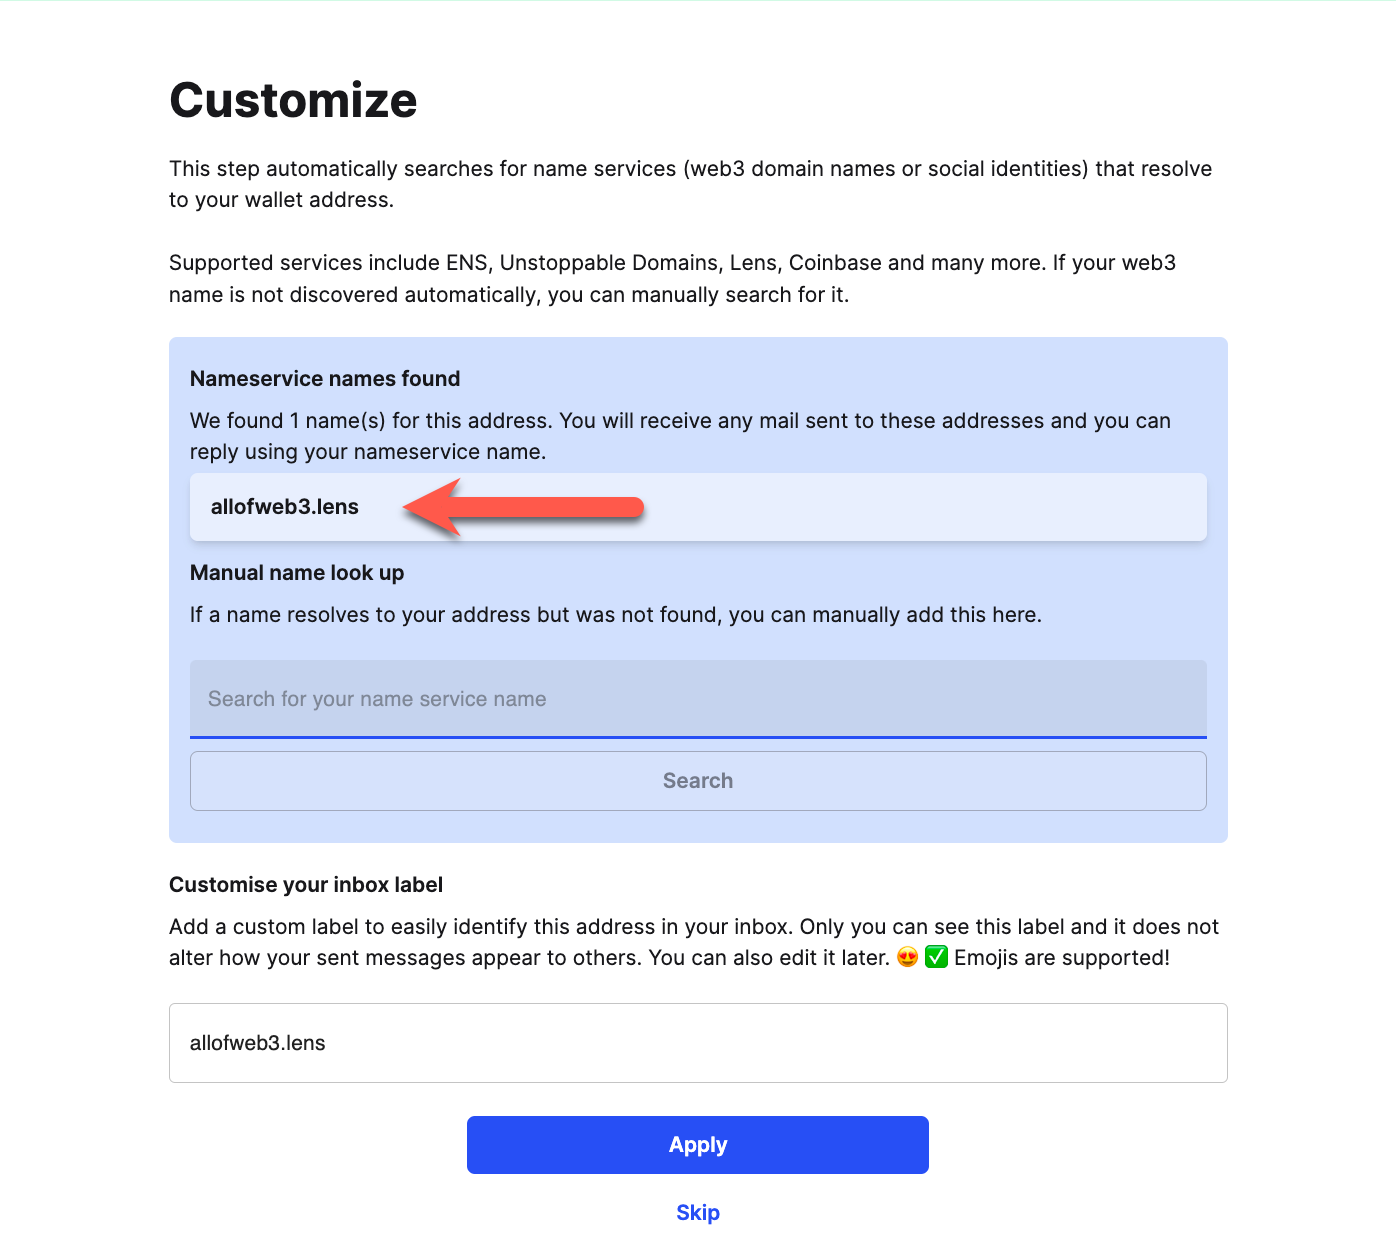 Customize
This step automatically searches for name services (web3 domain names or social identities) that resolve
to your wallet address.
Supported services include ENS, Unstoppable Domains, Lens, Coinbase and many more. If your web3
name is not discovered automatically, you can manually search for it.
Nameservice names found
We found 1 name(s) for this address. You will receive any mail sent to these addresses and you can
reply using your nameservice name.
allofweb3.lens
Manual name look up
If a name resolves to your address but was not found, you can manually add this here.
Search for your name service name
Search
Customise your inbox label
Add a custom label to easily identify this address in your inbox. Only you can see this label and it does not
alter how your sent messages appear to others. You can also edit it later. 😍 ✅ Emojis are supported!
allofweb3.lens
Apply
Skip